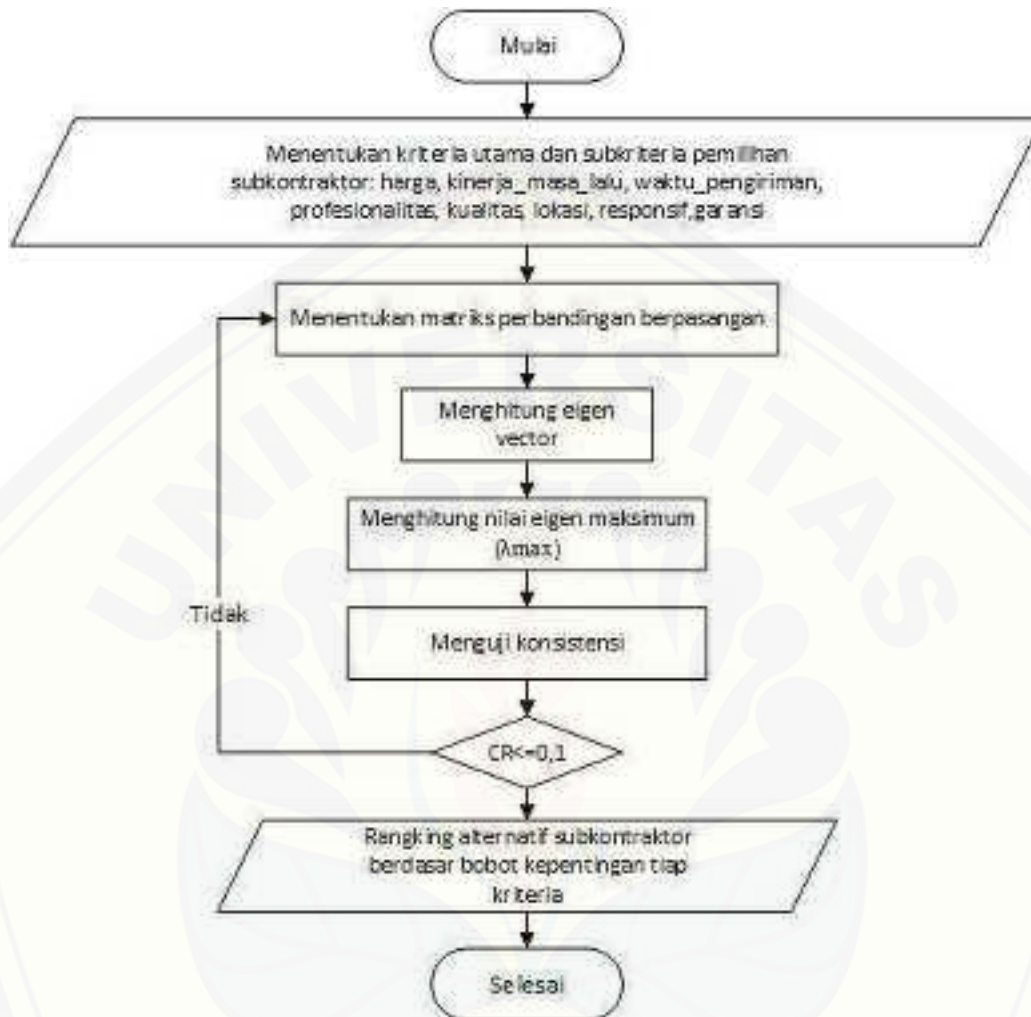 Mulai
Menentukan kriteria utama dan subkriteria pemilihan
subkontraktor: harga, kinerja_masa_lalu, waktu_pengiriman,
profesionalitas, kualitas, lokasi, responsif,garansi
Menentukan matriks perbandingan berpasangan
Menghitung eigen
vector
Menghitung nilai eigen maksimum
(λmax)
Tidak
Menguji konsistensi
CR<=0,1
Rangking alternatif subkontraktor
berdasar bobot kepentingan tiap
kriteria
Selesai
UNIVERSITAS